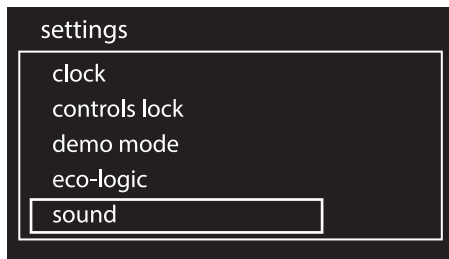 settings
clock
controls lock
demo mode
eco-logic
sound